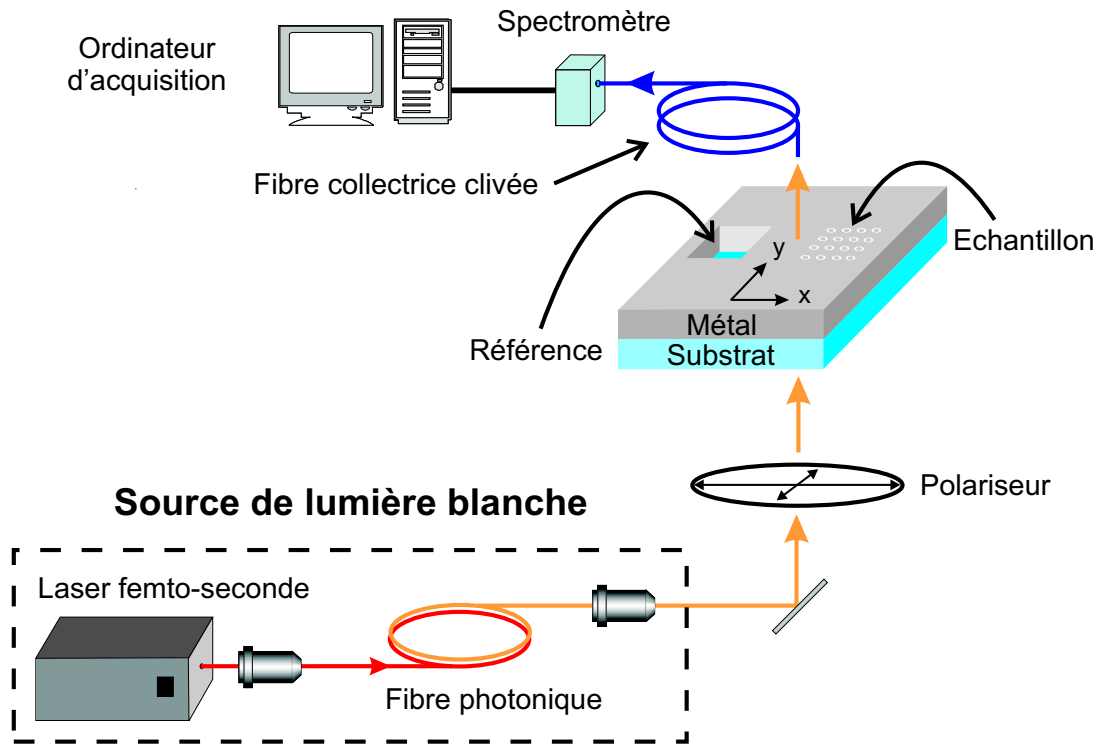 Spectromètre
Ordinateur
d'acquisition
Fibre collectrice clivée
Référence
Echantillon
y
x
Métal
Substrat
Polariseur
Source de lumière blanche
Laser femto-seconde
Fibre photonique